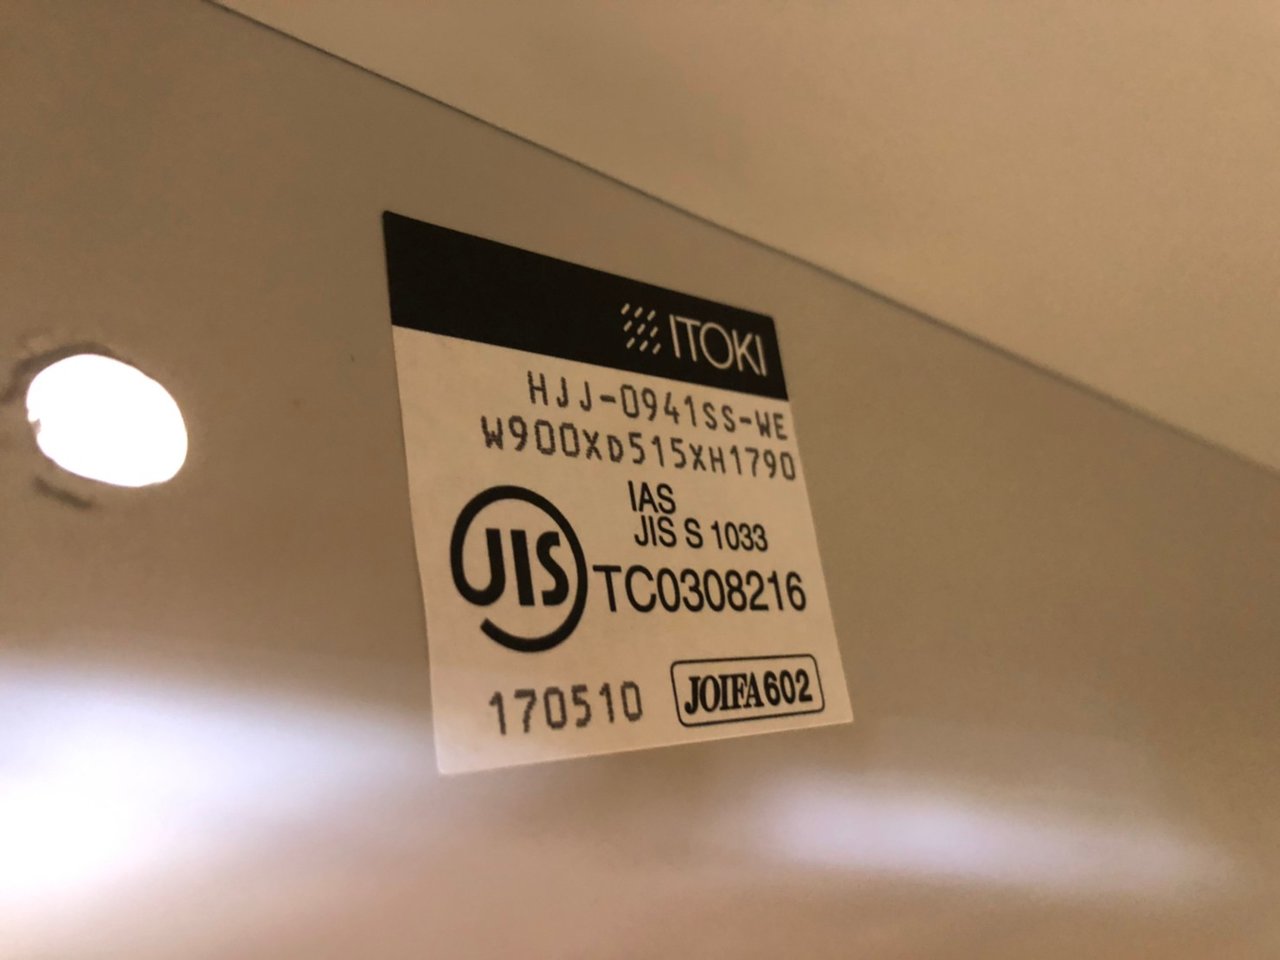 ITOKI
HJJ-0941SS-WE
W900XD515XH1790
IAS
JIS S 1033
JIS
TC0308216
170510
JOIFA602